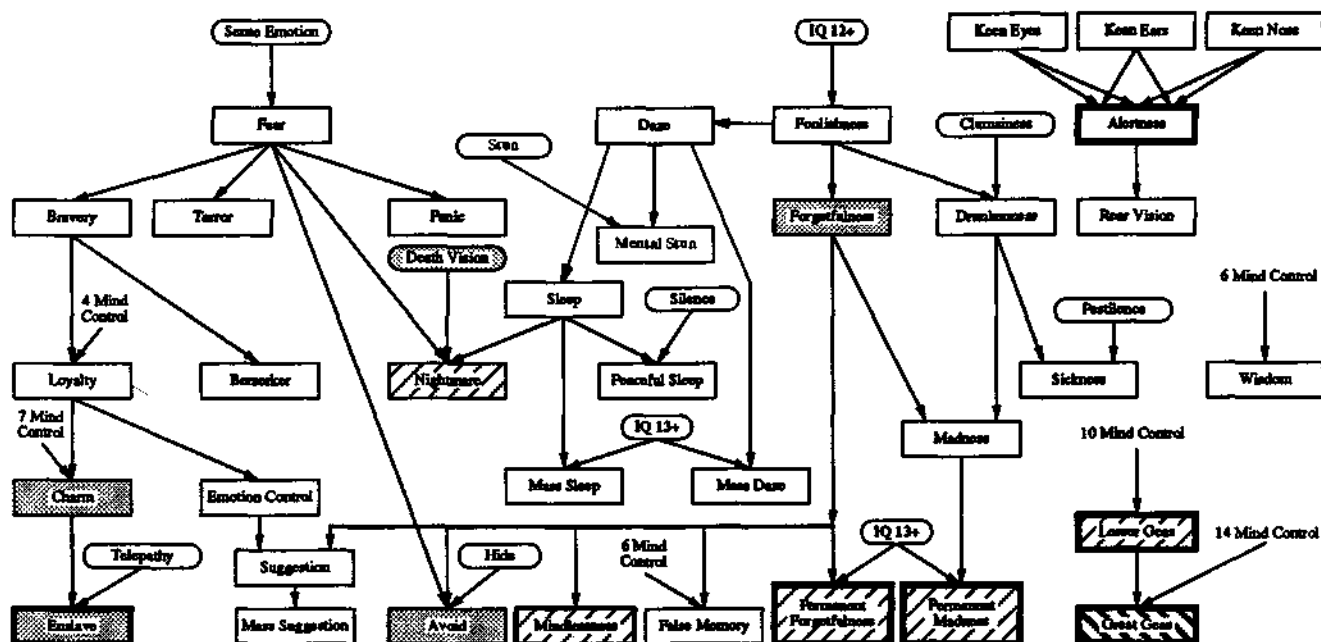 Sense Emotion
IQ 12+
Keen Eyes
Keen Ears
Keen Nose
Fear
Daze
Foolishness
Clumsiness
Alertness
Stun
Bravery
Terror
Panic
Mental Stun
Forgetfulness
Drunkenness
Rear Vision
Death Vision
4 Mind
Control
Sleep
Silence
Pestilence
6 Mind Control
Loyalty
Berserker
Nightmare
Peaceful Sleep
Sickness
Wisdom
7 Mind
Control
IQ 13+
Madness
10 Mind Control
Charm
Emotion Control
Mass Sleep
Mass Daze
Telepathy
Suggestion
Hide
6 Mind
Control
IQ 13+
Lesser Geas
14 Mind Control
Enslave
Mass Suggestion
Avoid
Mindlessness
False Memory
Permanent
Forgetfulness
Permanent
Madness
Great Geas